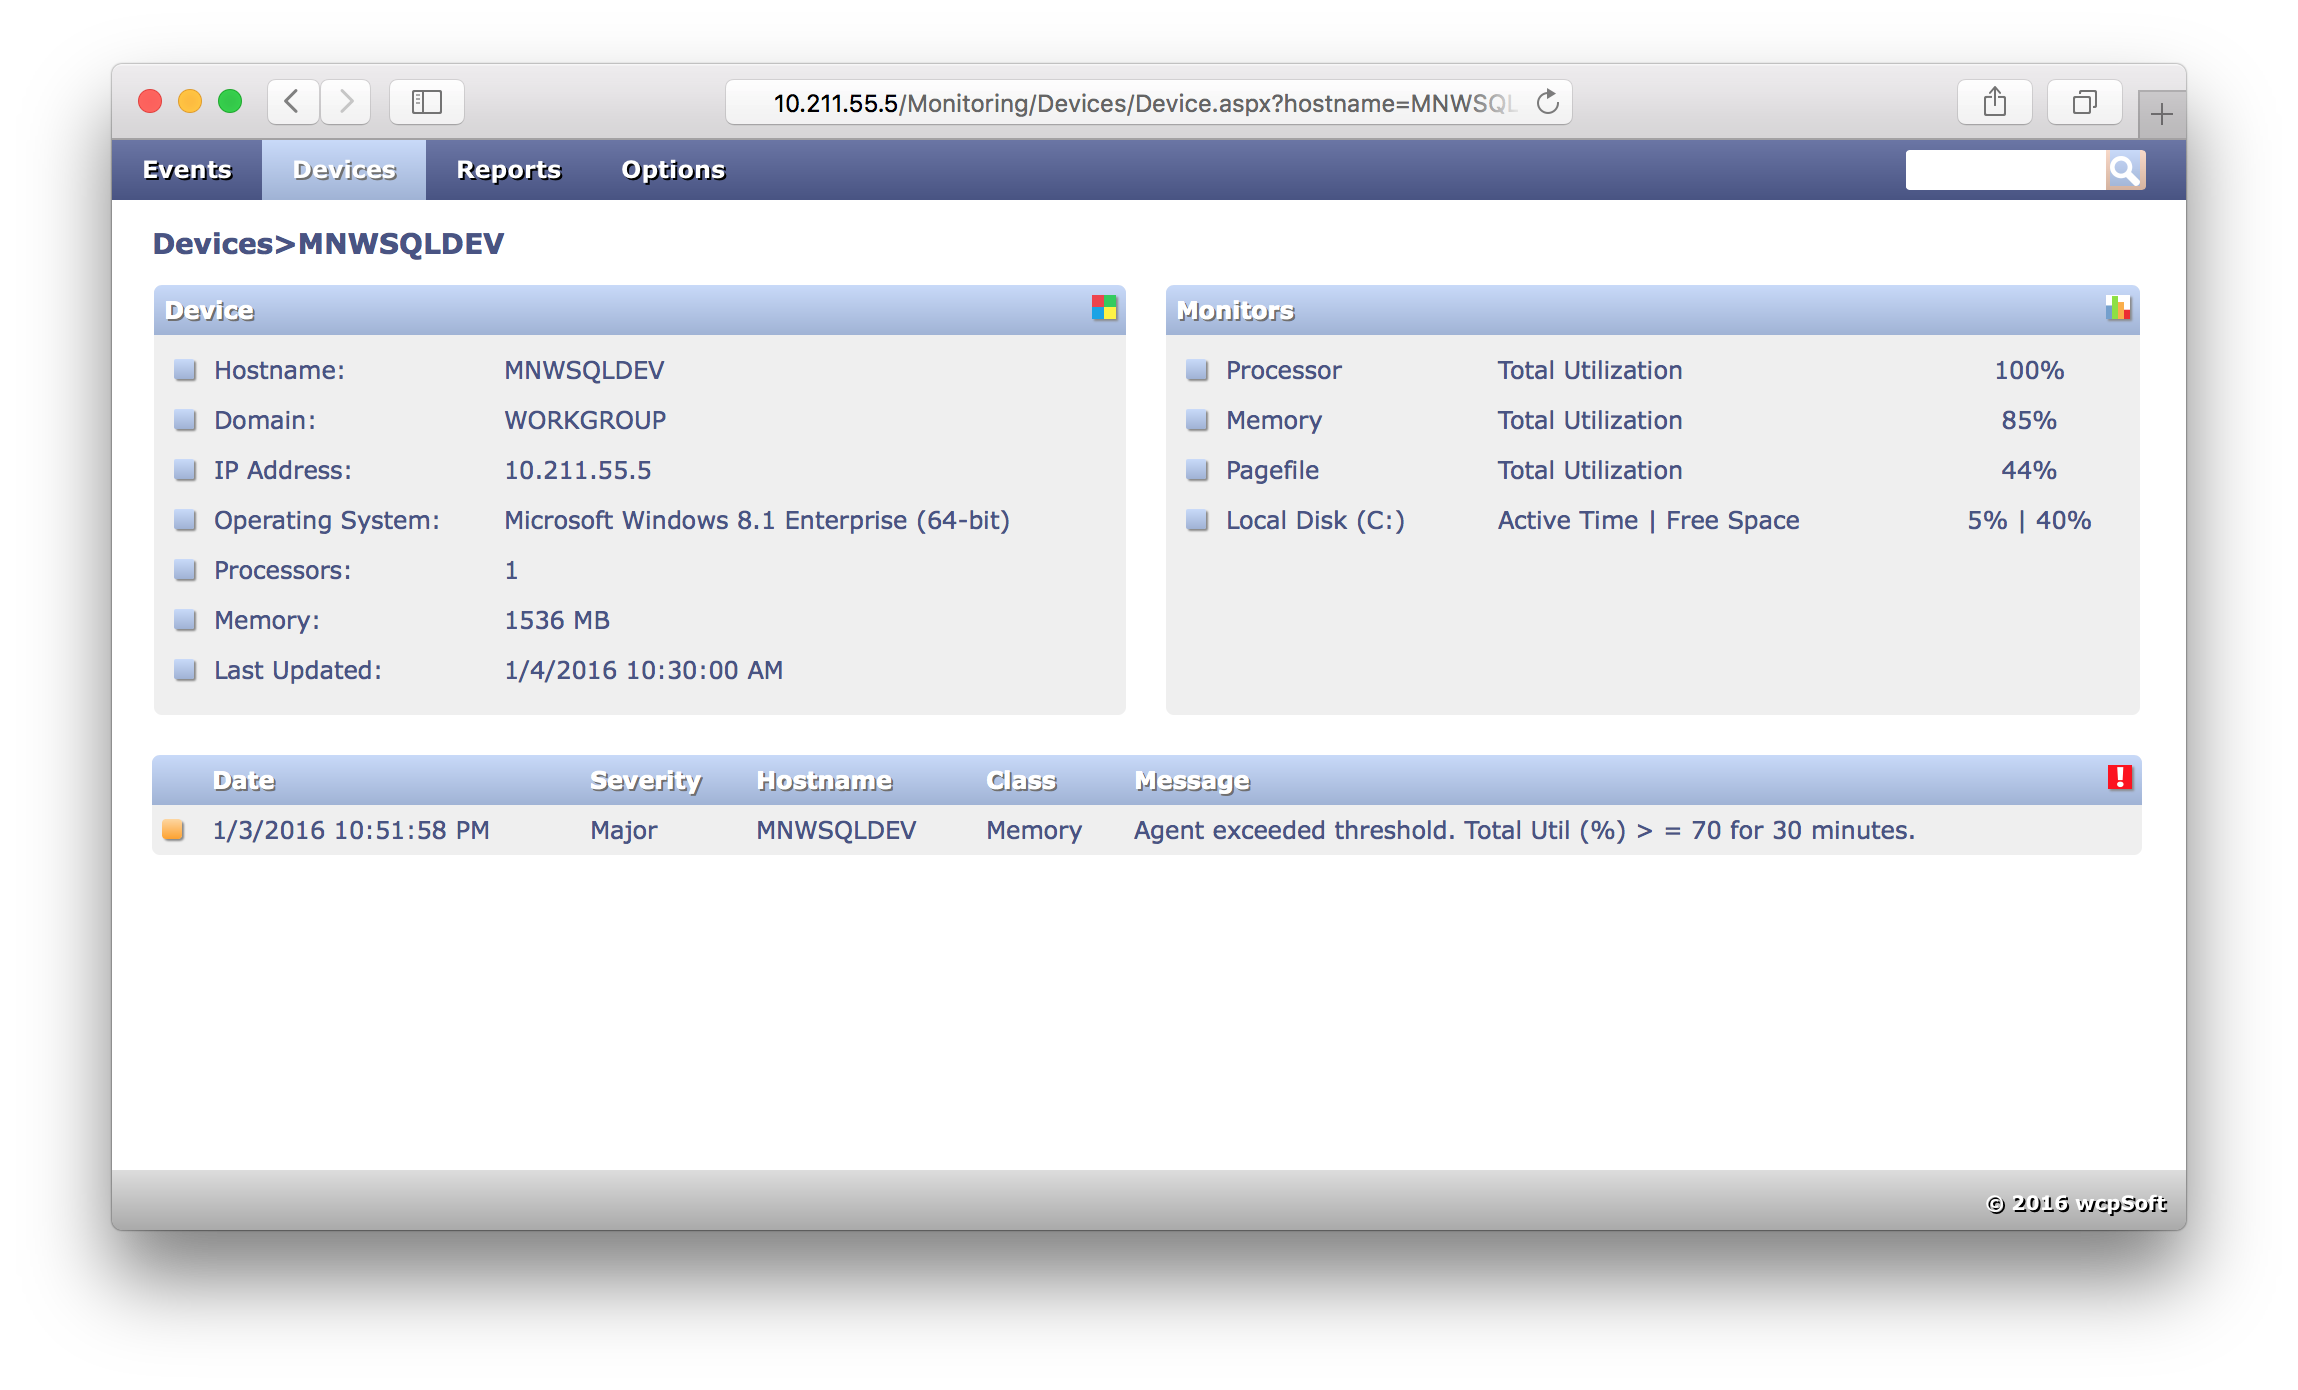 10.211.55.5/Monitoring/Devices/Device.aspx?hostname=MNWSQL
Events Devices Reports Options
Devices>MNWSQLDEV
Device
Hostname: MNWSQLDEV
Domain: WORKGROUP
IP Address: 10.211.55.5
Operating System: Microsoft Windows 8.1 Enterprise (64-bit)
Processors: 1
Memory: 1536 MB
Last Updated: 1/4/2016 10:30:00 AM
Monitors
Processor Total Utilization 100%
Memory Total Utilization 85%
Pagefile Total Utilization 44%
Local Disk (C:) Active Time | Free Space 5% | 40%
Date Severity Hostname Class Message
1/3/2016 10:51:58 PM Major MNWSQLDEV Memory Agent exceeded threshold. Total Util (%) > = 70 for 30 minutes.
© 2016 wcpSoft